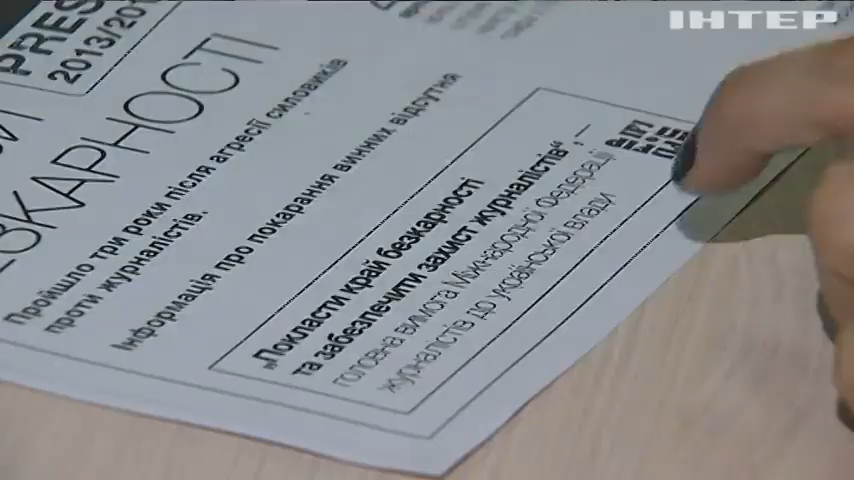 ІНТЕР
PRES
2013/201
ЗКАРНОСТІ
Пройшло три роки після агресії силовиків
проти журналістів.
Інформація про покарання винних відсутня
„Покласти край безкарності
та забезпечити захист журналістів“, –
головна вимога Міжнародної федерації
журналістів до української влади